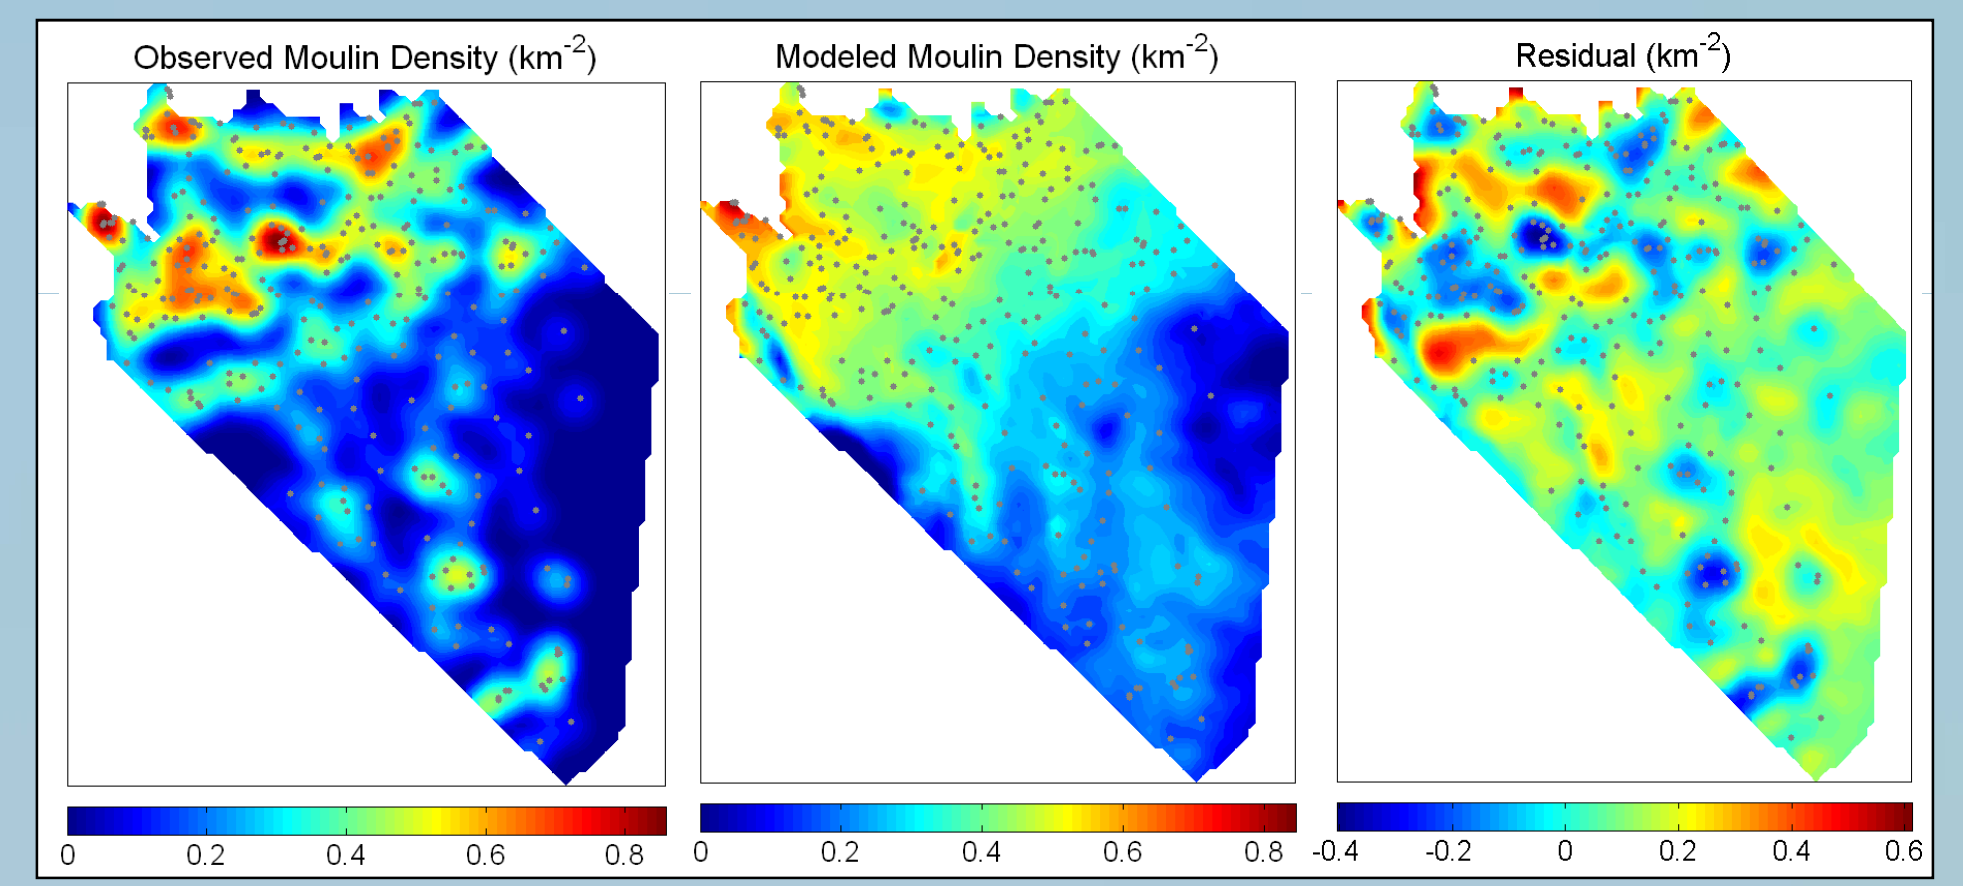 Observed Moulin Density (km⁻²) Modeled Moulin Density (km⁻²) Residual (km⁻²)
0 0.2 0.4 0.6 0.8 0 0.2 0.4 0.6 0.8 -0.4 -0.2 0 0.2 0.4 0.6